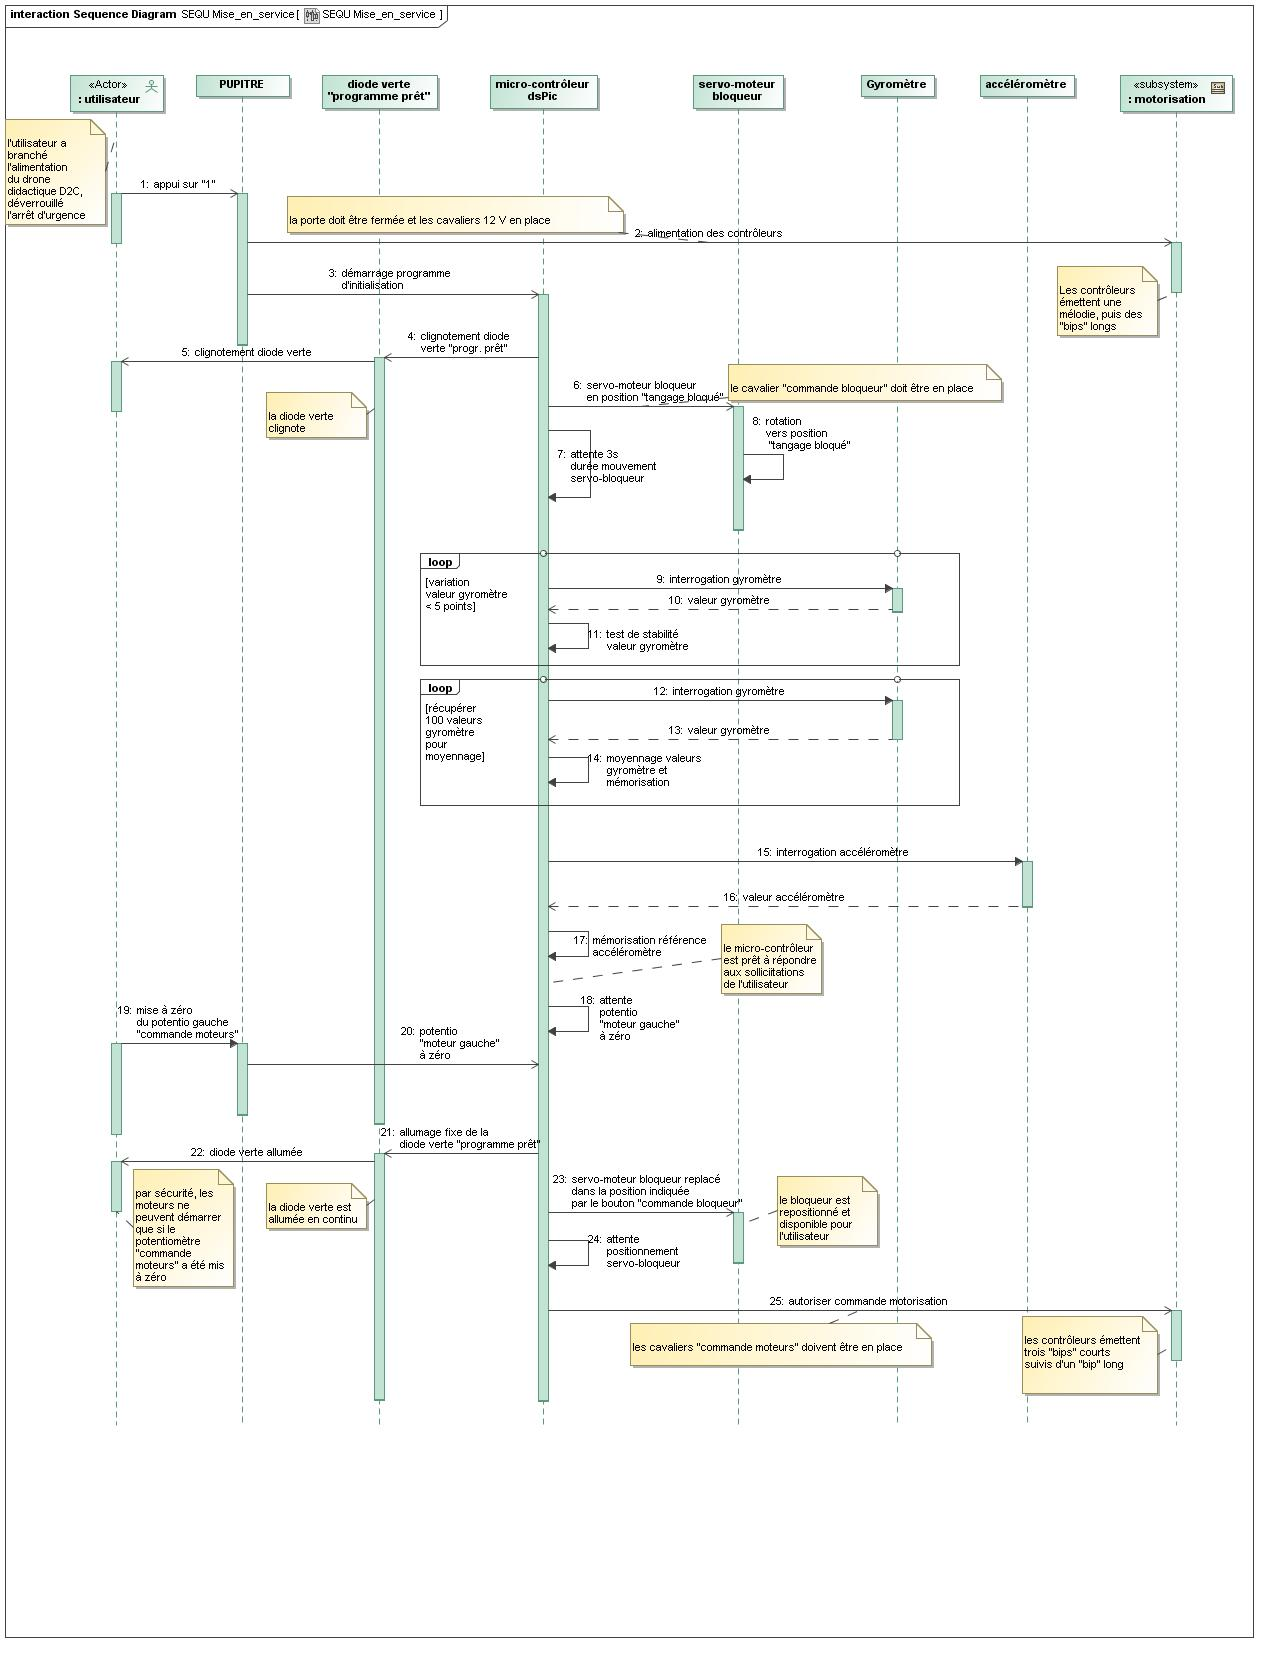 interaction Sequence Diagram SEQU Mise_en_service [ SEQU Mise_en_service ]
«Actor»
: utilisateur
PUPITRE
diode verte
"programme prêt"
micro-contrôleur
dsPic
servo-moteur
bloqueur
Gyromètre
accéléromètre
«subsystem»
: motorisation
l'utilisateur a
branché
l'alimentation
du drone
didactique D2C,
déverrouillé
l'arrêt d'urgence
1: appui sur "1"
la porte doit être fermée et les cavaliers 12 V en place
2: alimentation des contrôleurs
3: démarrage programme
d'initialisation
Les contrôleurs
émettent une
mélodie, puis des
"bips" longs
4: clignotement diode
verte "progr. prêt"
5: clignotement diode verte
la diode verte
clignote
6: servo-moteur bloqueur
en position "tangage bloqué"
le cavalier "commande bloqueur" doit être en place
7: attente 3s
durée mouvement
servo-bloqueur
8: rotation
vers position
"tangage bloqué"
loop
[variation
valeur gyromètre
< 5 points]
9: interrogation gyromètre
10: valeur gyromètre
11: test de stabilité
valeur gyromètre
loop
[récupérer
100 valeurs
gyromètre
pour
moyennage]
12: interrogation gyromètre
13: valeur gyromètre
14: moyennage valeurs
gyromètre et
mémorisation
15: interrogation accéléromètre
16: valeur accéléromètre
17: mémorisation référence
accéléromètre
le micro-contrôleur
est prêt à répondre
aux solliciitations
de l'utilisateur
18: attente
potentio
"moteur gauche"
à zéro
19: mise à zéro
du potentio gauche
"commande moteurs"
20: potentio
"moteur gauche"
à zéro
21: allumage fixe de la
diode verte "programme prêt"
22: diode verte allumée
par sécurité, les
moteurs ne
peuvent démarrer
que si le
potentiomètre
"commande
moteurs" a été mis
à zéro
la diode verte est
allumée en continu
23: servo-moteur bloqueur replacé
dans la position indiquée
par le bouton "commande bloqueur"
le bloqueur est
repositionné et
disponible pour
l'utilisateur
24: attente
positionnement
servo-bloqueur
25: autoriser commande motorisation
les cavaliers "commande moteurs" doivent être en place
les contrôleurs émettent
trois "bips" courts
suivis d'un "bip" long